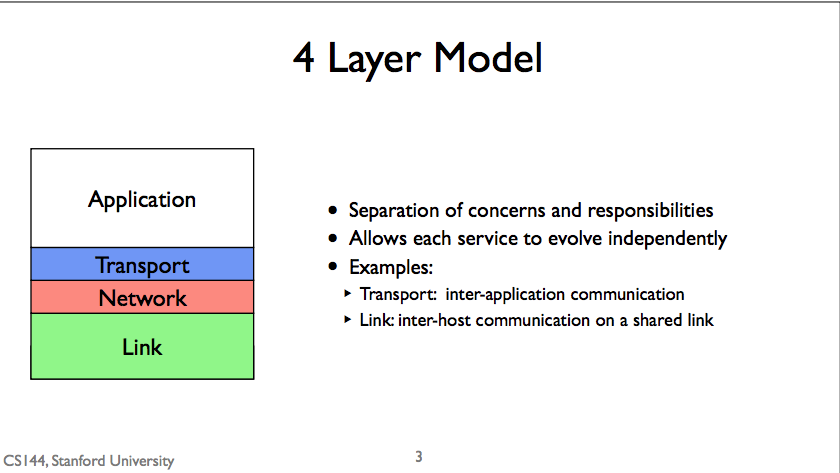 4 Layer Model
Application
Transport
Network
Link
• Separation of concerns and responsibilities
• Allows each service to evolve independently
• Examples:
‣ Transport: inter-application communication
‣ Link: inter-host communication on a shared link
CS144, Stanford University
3